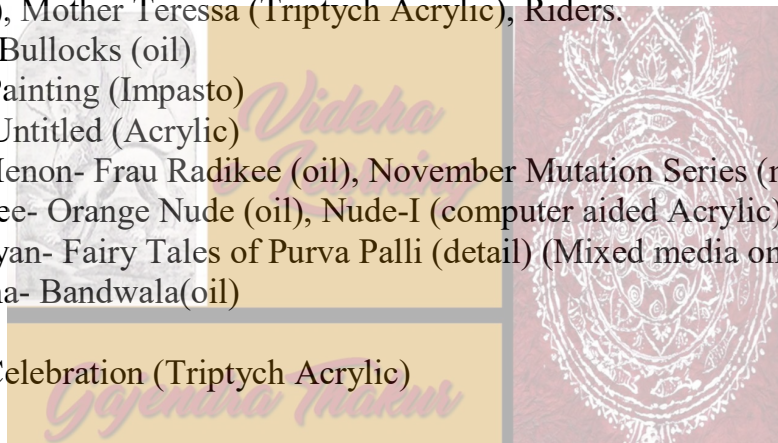 ), Mother Teressa (Triptych Acrylic), Riders.
Bullocks (oil)
Painting (Impasto)
Untitled (Acrylic)
Menon- Frau Radikee (oil), November Mutation Series (
ee- Orange Nude (oil), Nude-I (computer aided Acrylic)
yan- Fairy Tales of Purva Palli (detail) (Mixed media on
na- Bandwala(oil)
Celebration (Triptych Acrylic)
Videha
e Learning
Gajendra Thakur